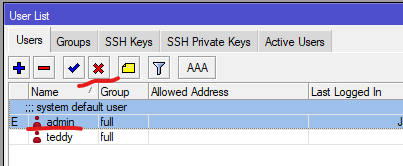 User List
Users Groups SSH Keys SSH Private Keys Active Users
AAA
Name / Group Allowed Address Last Logged In
;;; system default user
E admin full J
teddy full